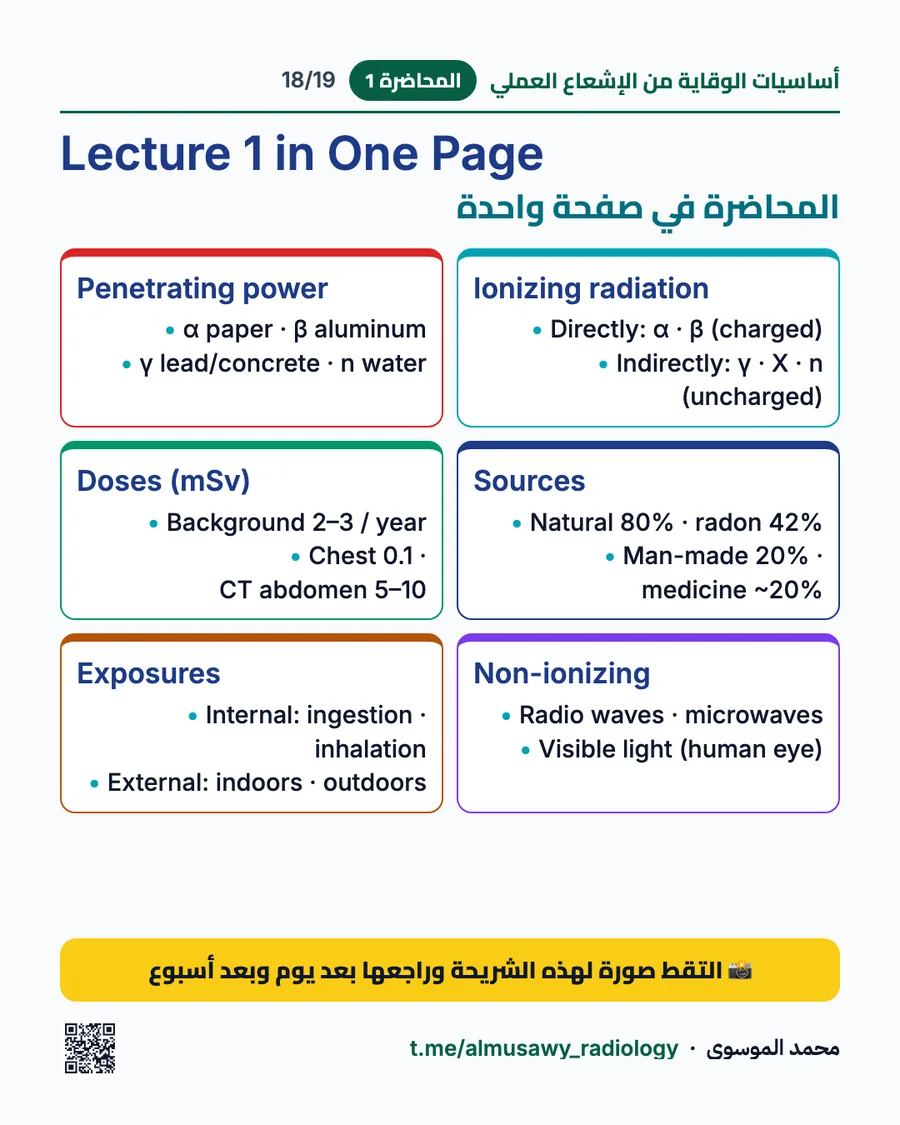 أساسيات الوقاية من الإشعاع العملي المحاضرة 1 18/19
Lecture 1 in One Page
المحاضرة في صفحة واحدة
Penetrating power
• α paper · β aluminum
• γ lead/concrete · n water
Ionizing radiation
• Directly: α · β (charged)
• Indirectly: γ · X · n
(uncharged)
Doses (mSv)
• Background 2–3 / year
• Chest 0.1 ·
CT abdomen 5–10
Sources
• Natural 80% · radon 42%
• Man-made 20% ·
medicine ~20%
Exposures
• Internal: ingestion ·
inhalation
• External: indoors · outdoors
Non-ionizing
• Radio waves · microwaves
• Visible light (human eye)
📸 التقط صورة لهذه الشريحة وراجعها بعد يوم وبعد أسبوع
محمد الموسوي · t.me/almusawy_radiology